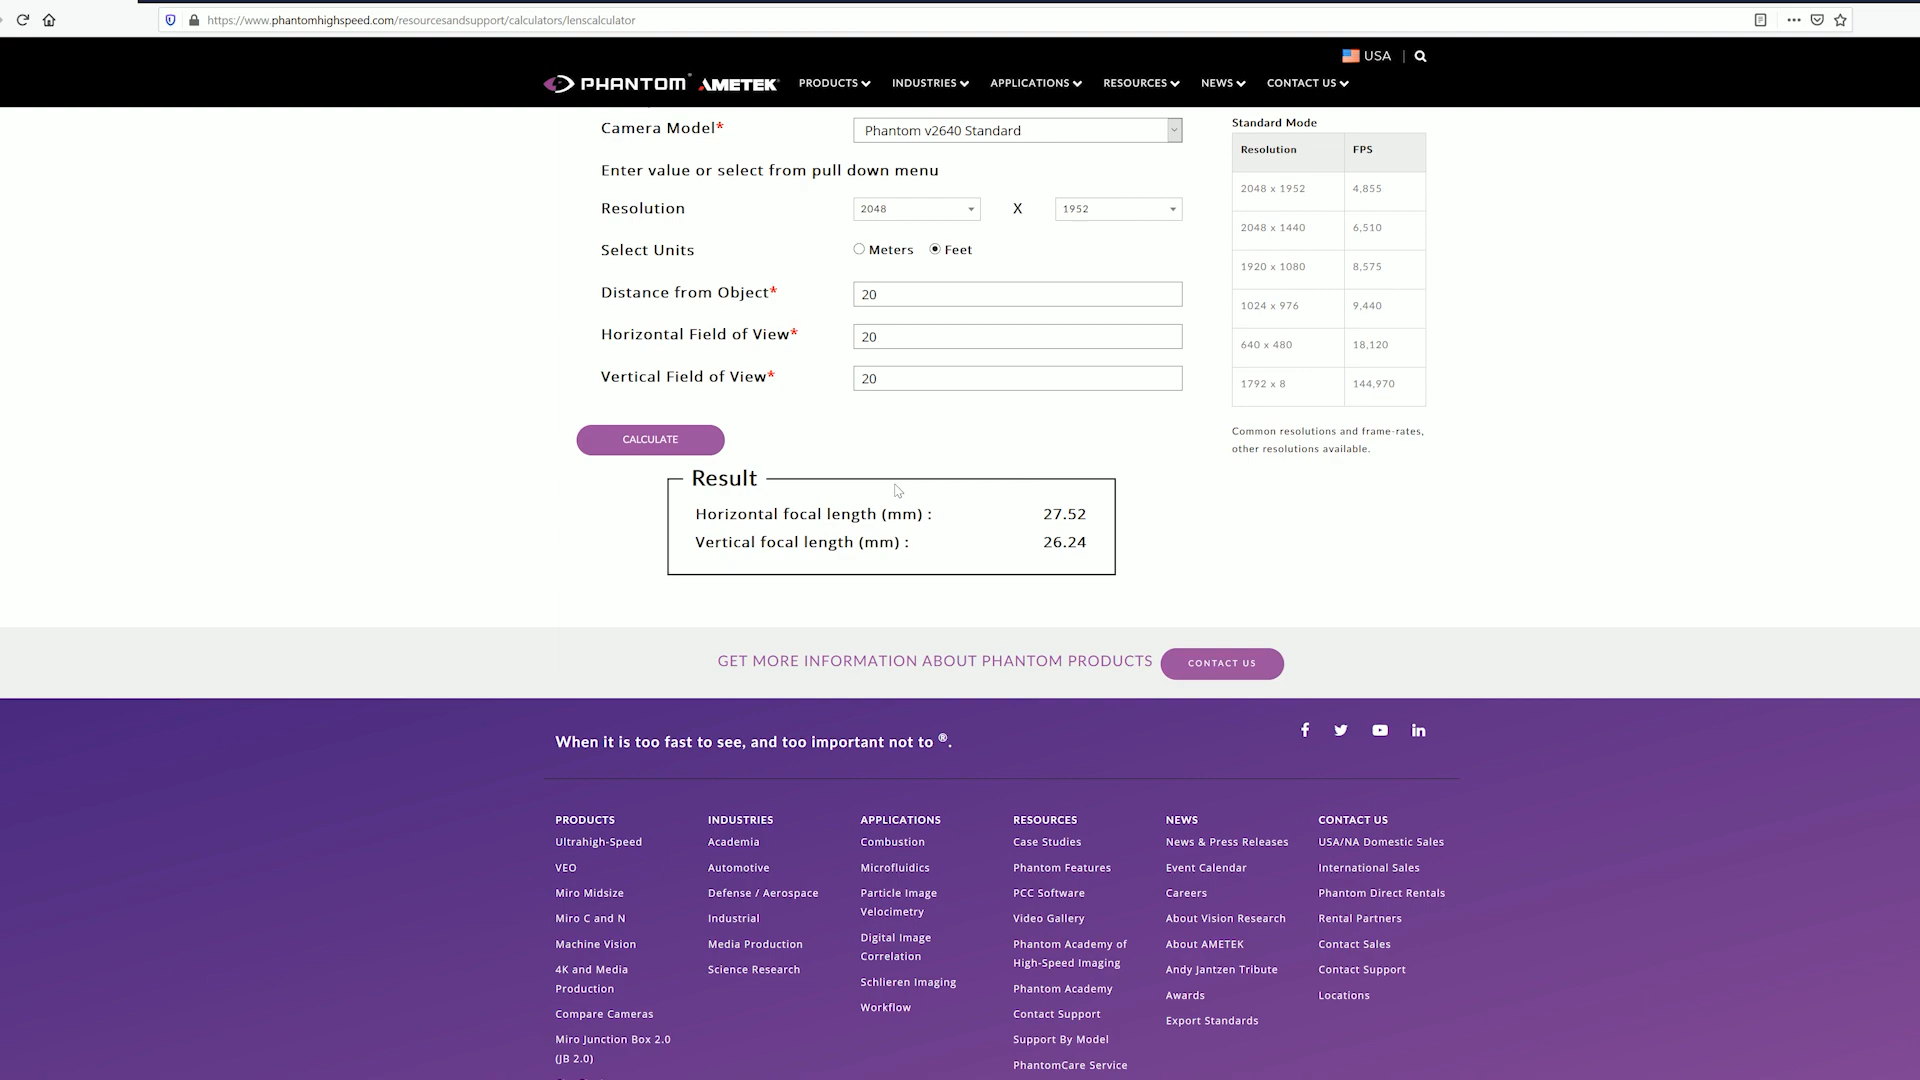 https://www.phantomhighspeed.com/resourcesandsupport/calculators/lenscalculator
USA
PHANTOM AMETEK PRODUCTS INDUSTRIES APPLICATIONS RESOURCES NEWS CONTACT US
Camera Model* Phantom v2640 Standard
Enter value or select from pull down menu
Resolution 2048 X 1952
Select Units Meters Feet
Distance from Object* 20
Horizontal Field of View* 20
Vertical Field of View* 20
CALCULATE
Standard Mode
Resolution FPS
2048 x 1952 4,855
2048 x 1440 6,510
1920 x 1080 8,575
1024 x 976 9,440
640 x 480 18,120
1792 x 8 144,970
Common resolutions and frame-rates,
other resolutions available.
Result
Horizontal focal length (mm) : 27.52
Vertical focal length (mm) : 26.24
GET MORE INFORMATION ABOUT PHANTOM PRODUCTS CONTACT US
When it is too fast to see, and too important not to ®.
PRODUCTS
Ultrahigh-Speed
VEO
Miro Midsize
Miro C and N
Machine Vision
4K and Media
Production
Compare Cameras
Miro Junction Box 2.0
(JB 2.0)
INDUSTRIES
Academia
Automotive
Defense / Aerospace
Industrial
Media Production
Science Research
APPLICATIONS
Combustion
Microfluidics
Particle Image
Velocimetry
Digital Image
Correlation
Schlieren Imaging
Workflow
RESOURCES
Case Studies
Phantom Features
PCC Software
Video Gallery
Phantom Academy of
High-Speed Imaging
Phantom Academy
Contact Support
Support By Model
PhantomCare Service
NEWS
News & Press Releases
Event Calendar
Careers
About Vision Research
About AMETEK
Andy Jantzen Tribute
Awards
Export Standards
CONTACT US
USA/NA Domestic Sales
International Sales
Phantom Direct Rentals
Rental Partners
Contact Sales
Contact Support
Locations